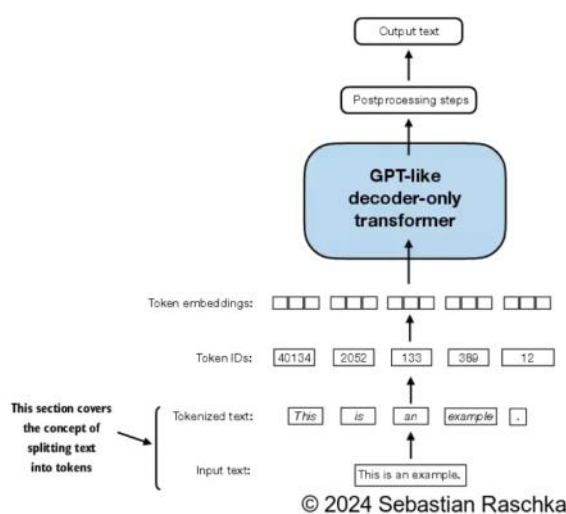 Output text
Postprocessing steps
GPT-like
decoder-only
transformer
Token embeddings:
Token IDs: 40134 2052 133 389 12
This section covers
the concept of
splitting text
into tokens
Tokenized text: This is an example .
Input text: This is an example.
© 2024 Sebastian Raschka